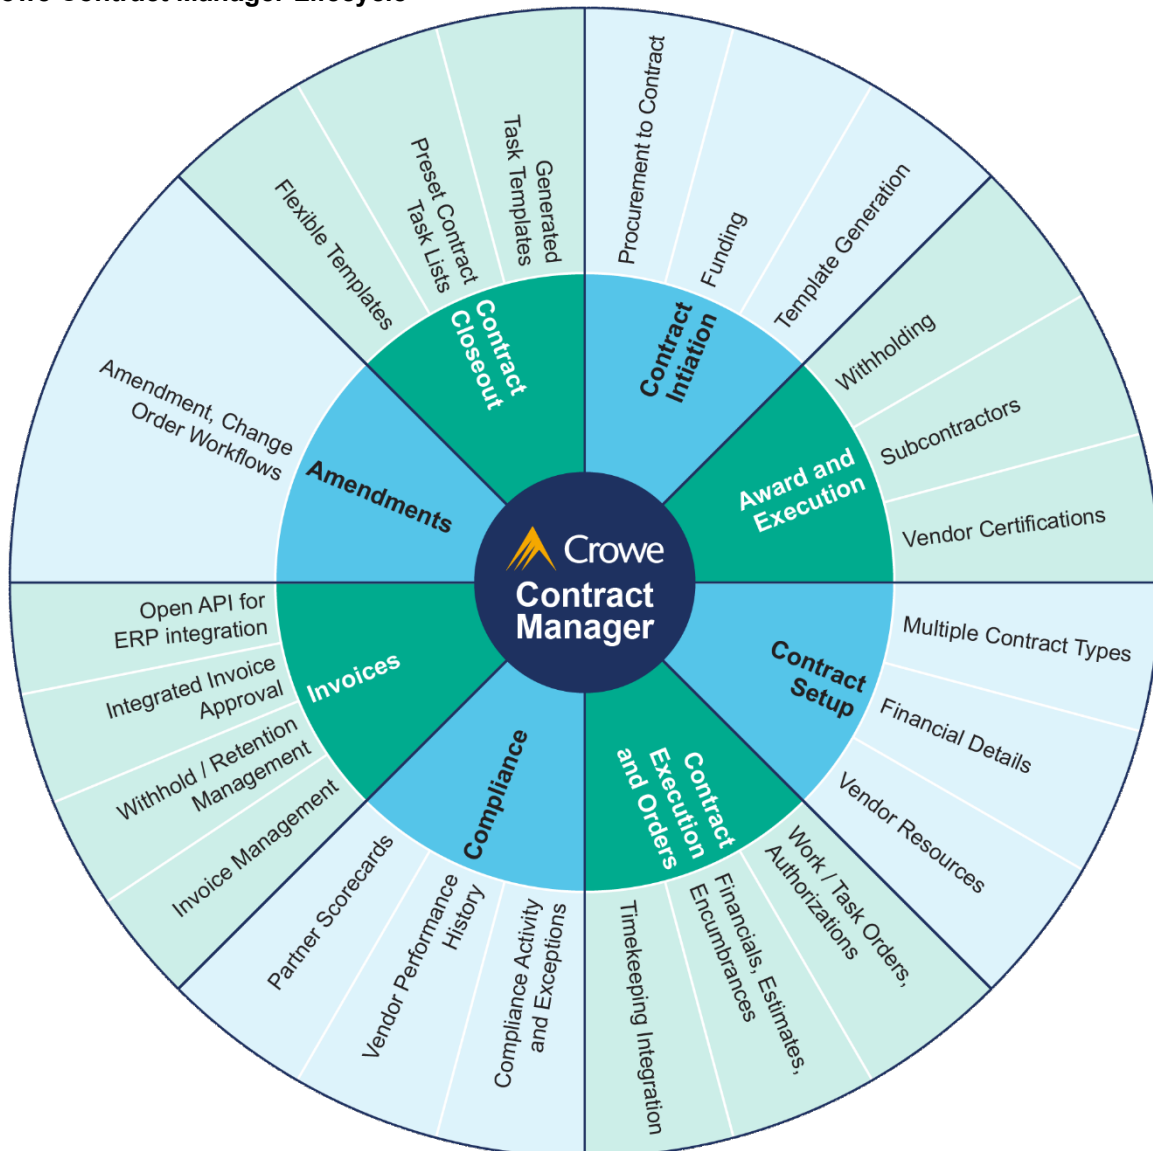 Contract Manager Lifecycle
Crowe
Contract
Manager
Contract
Intiation
Procurement to Contract
Funding
Template Generation
Award and
Execution
Withholding
Subcontractors
Vendor Certifications
Contract
Setup
Multiple Contract Types
Financial Details
Vendor Resources
Contract
Execution
and Orders
Work / Task Orders,
Authorizations
Financials, Estimates,
Encumbrances
Timekeeping Integration
Compliance
Compliance Activity
and Exceptions
Vendor Performance
History
Partner Scorecards
Invoices
Invoice Management
Withhold / Retention
Management
Integrated Invoice
Approval
Open API for
ERP integration
Amendments
Amendment, Change
Order Workflows
Contract
Closeout
Flexible Templates
Preset Contract
Task Lists
Generated
Task Templates